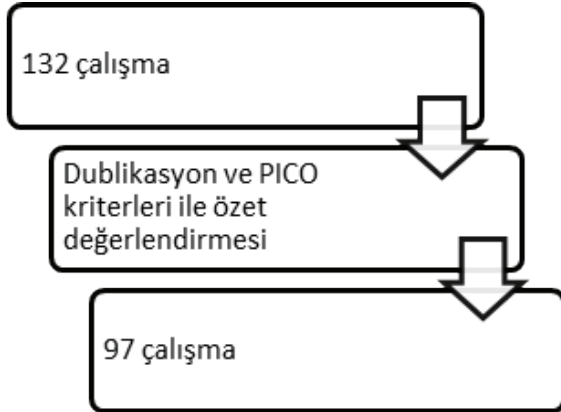 132 çalışma
Dublikasyon ve PICO
kriterleri ile özet
değerlendirmesi
97 çalışma